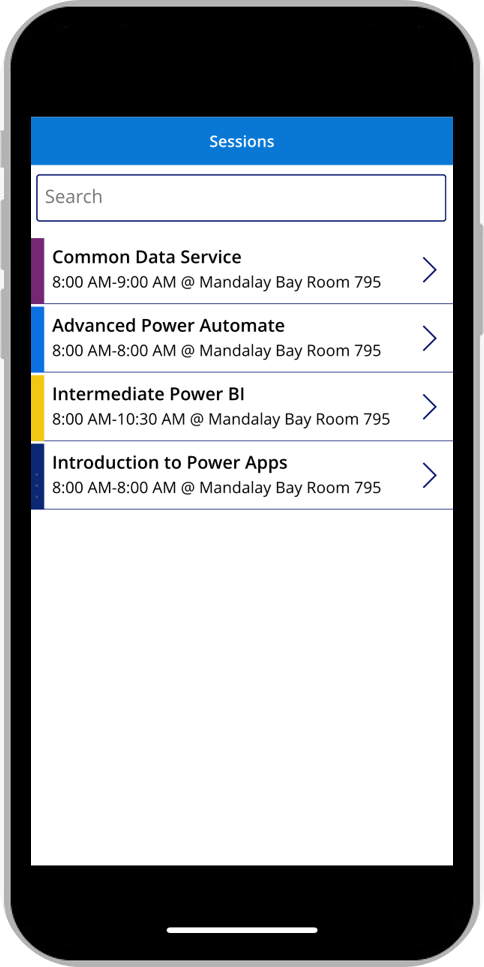 Sessions
Search
Common Data Service
8:00 AM-9:00 AM @ Mandalay Bay Room 795
Advanced Power Automate
8:00 AM-8:00 AM @ Mandalay Bay Room 795
Intermediate Power BI
8:00 AM-10:30 AM @ Mandalay Bay Room 795
Introduction to Power Apps
8:00 AM-8:00 AM @ Mandalay Bay Room 795